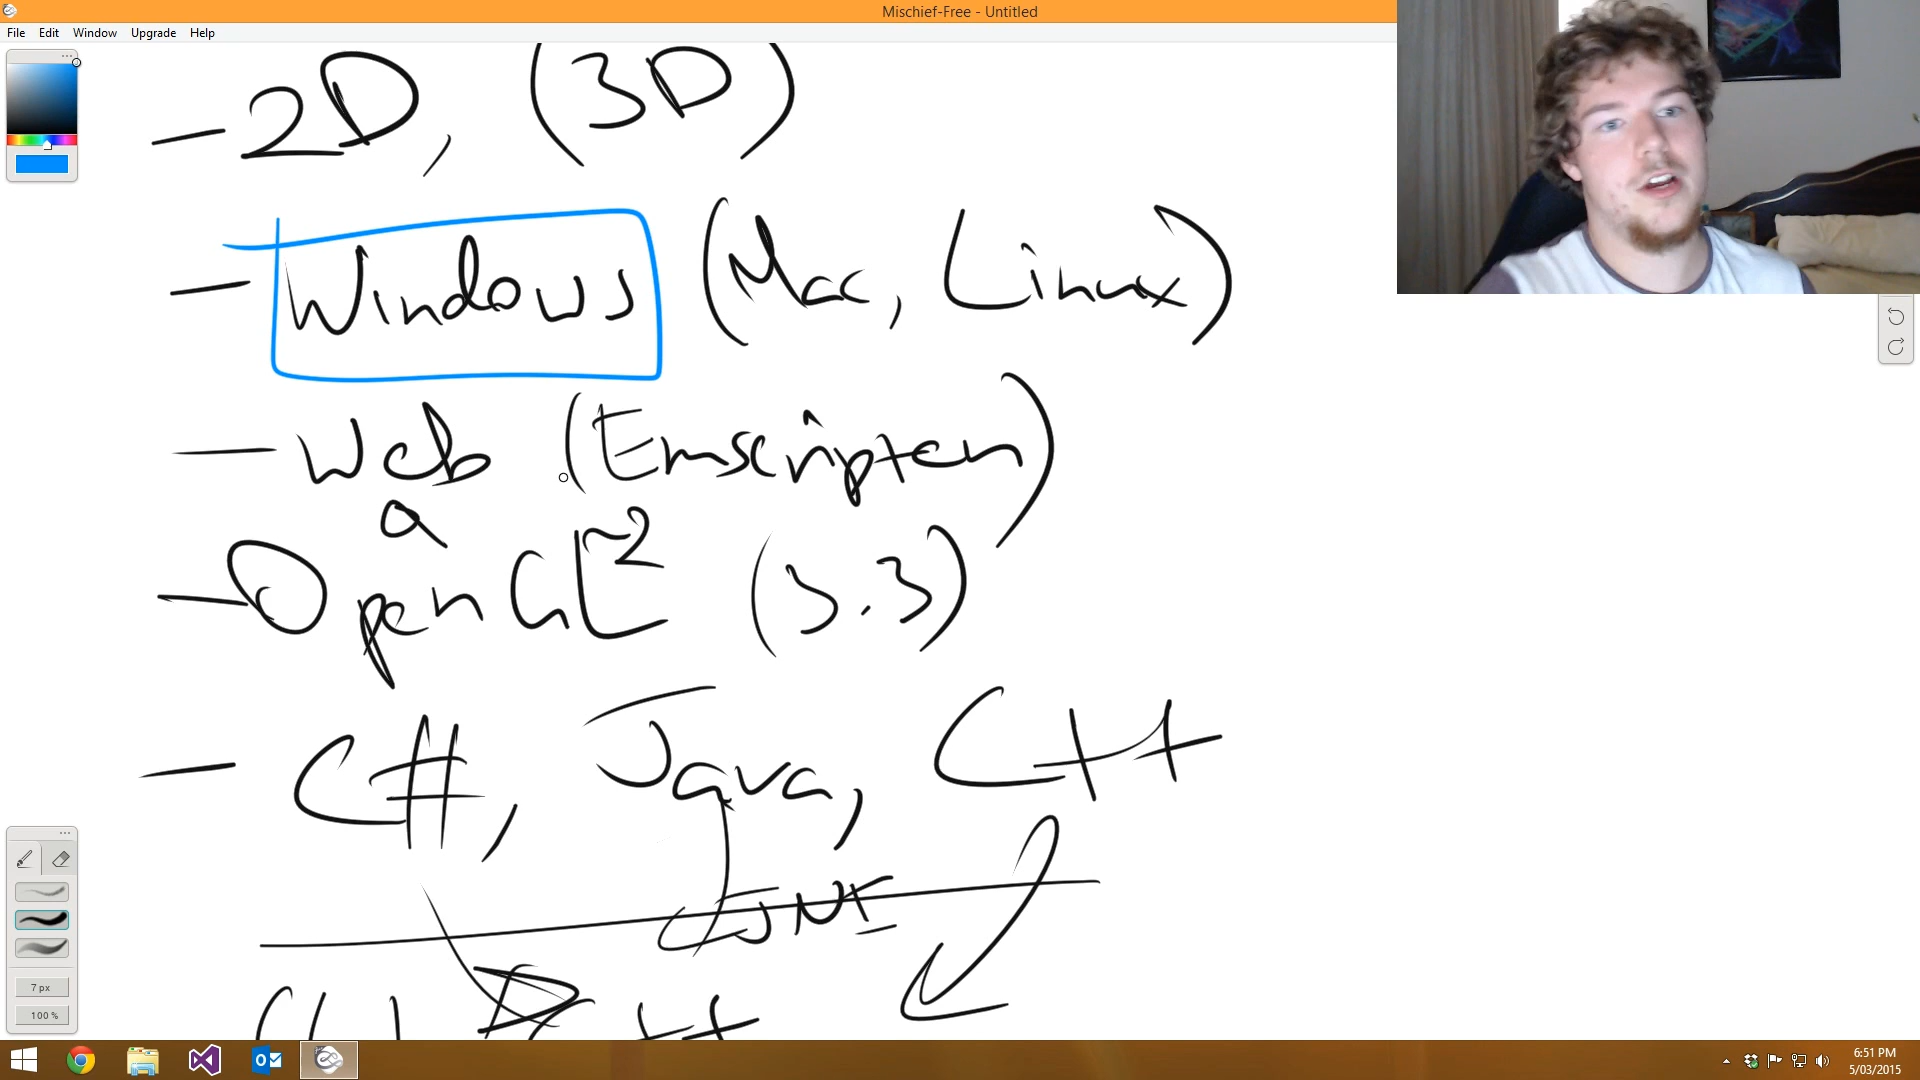 Mischief-Free - Untitled
File Edit Window Upgrade Help
- 2D, (3D)
- Windows (Mac, Linux)
- Web (Emscripten)
- OpenGL 2 (3.3)
- C#, Java, C++
JNI
7 px
100 %
6:51 PM
5/03/2015